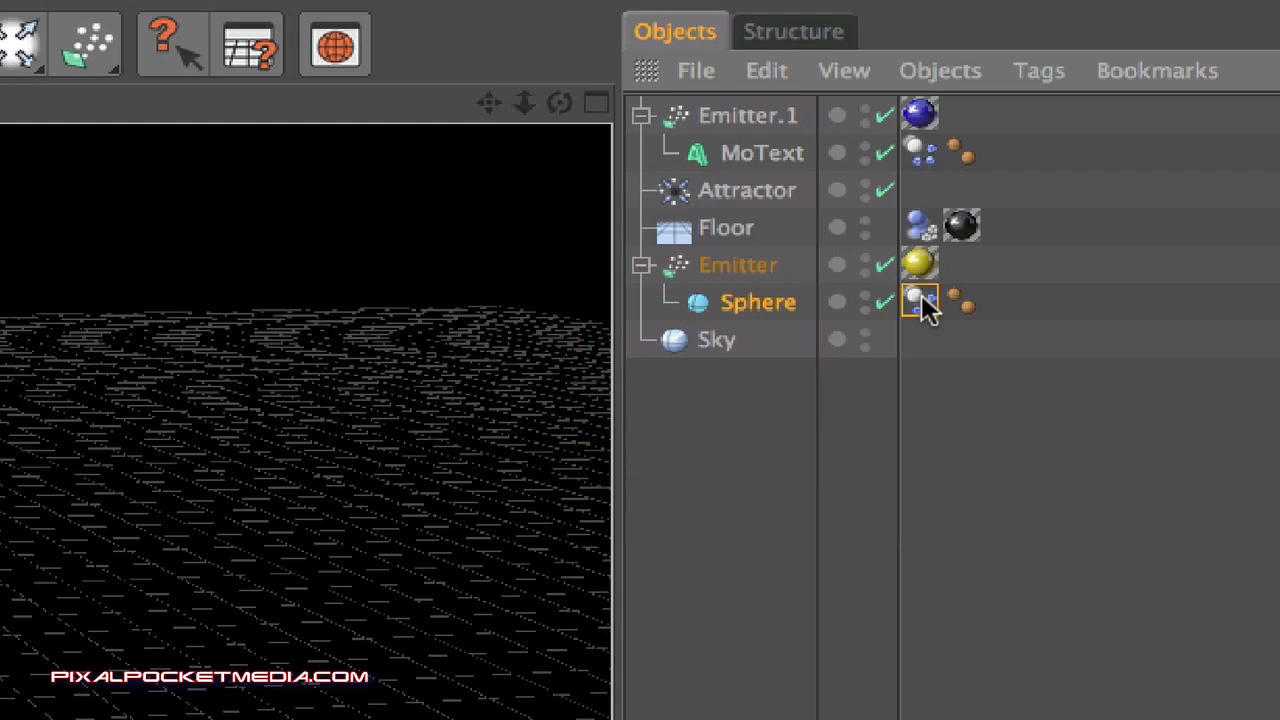 Objects
Structure
File
Edit
View
Objects
Tags
Bookmarks
Emitter.1
MoText
Attractor
Floor
Emitter
Sphere
Sky
PIXALPOCKETMEDIA.COM